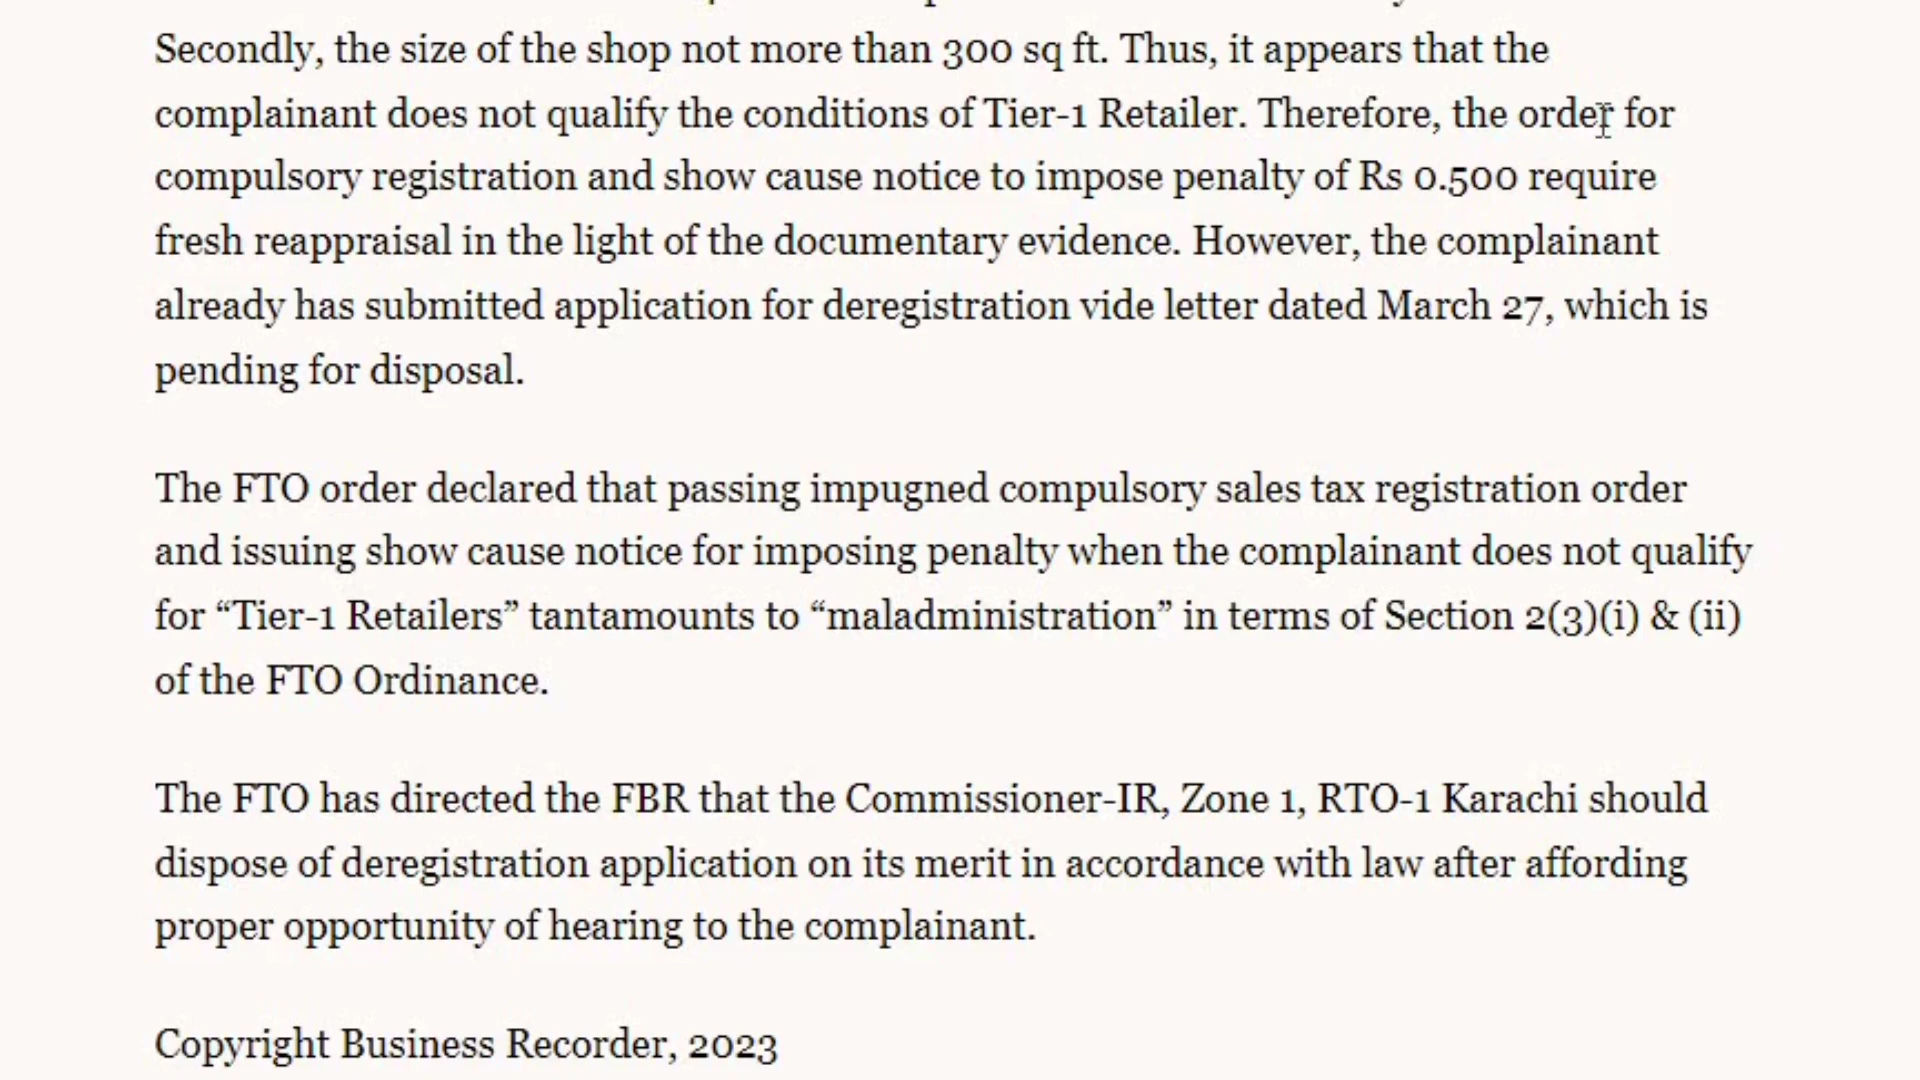 Secondly, the size of the shop not more than 300 sq ft. Thus, it appears that the
complainant does not qualify the conditions of Tier-1 Retailer. Therefore, the order for
compulsory registration and show cause notice to impose penalty of Rs 0.500 require
fresh reappraisal in the light of the documentary evidence. However, the complainant
already has submitted application for deregistration vide letter dated March 27, which is
pending for disposal.
The FTO order declared that passing impugned compulsory sales tax registration order
and issuing show cause notice for imposing penalty when the complainant does not qualify
for “Tier-1 Retailers” tantamounts to “maladministration” in terms of Section 2(3)(i) & (ii)
of the FTO Ordinance.
The FTO has directed the FBR that the Commissioner-IR, Zone 1, RTO-1 Karachi should
dispose of deregistration application on its merit in accordance with law after affording
proper opportunity of hearing to the complainant.
Copyright Business Recorder, 2023